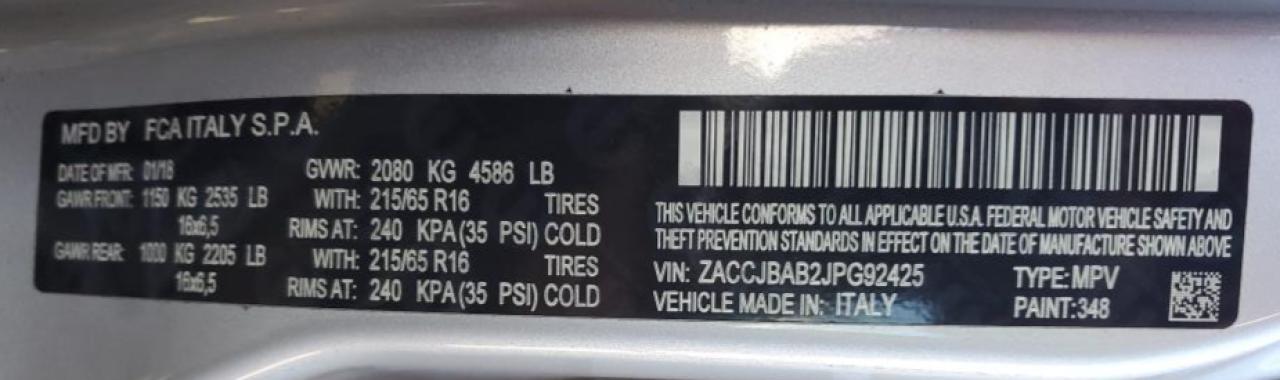 MFD BY FCA ITALY S.P.A.
DATE OF MFR: 01/18 GVWR: 2080 KG 4586 LB
GAWR FRONT: 1150 KG 2535 LB WITH: 215/65 R16 TIRES
16x6,5 RIMS AT: 240 KPA (35 PSI) COLD
GAWR REAR: 1000 KG 2205 LB WITH: 215/65 R16 TIRES
16x6,5 RIMS AT: 240 KPA (35 PSI) COLD
THIS VEHICLE CONFORMS TO ALL APPLICABLE U.S.A. FEDERAL MOTOR VEHICLE SAFETY AND
THEFT PREVENTION STANDARDS IN EFFECT ON THE DATE OF MANUFACTURE SHOWN ABOVE
VIN: ZACCJBAB2JPG92425 TYPE: MPV
VEHICLE MADE IN: ITALY PAINT: 348